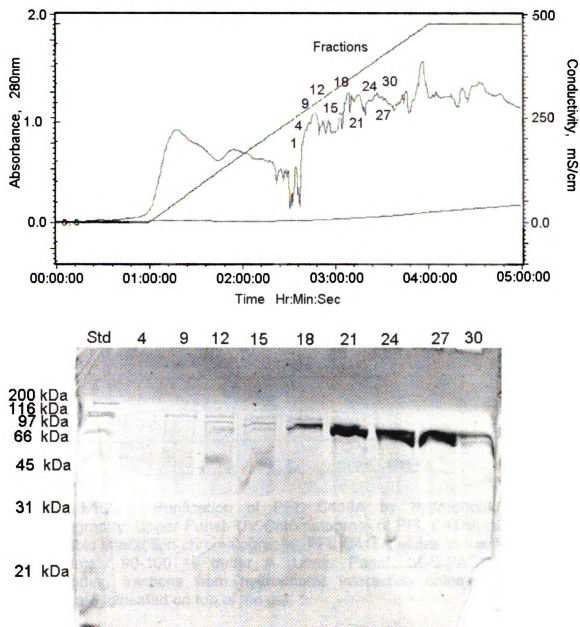 2.0
500
Fractions
18
24
30
12
9
15
4
21
27
1
Absorbance, 280nm
1.0
250
Conductivity, mS/cm
0.0
0.0
0.0
00:00:00 01:00:00 02:00:00 03:00:00 04:00:00 05:00:00
Time Hr:Min:Sec
Std 4 9 12 15 18 21 24 27 30
200 kDa
116 kDa
97 kDa
66 kDa
45 kDa
31 kDa
21 kDa